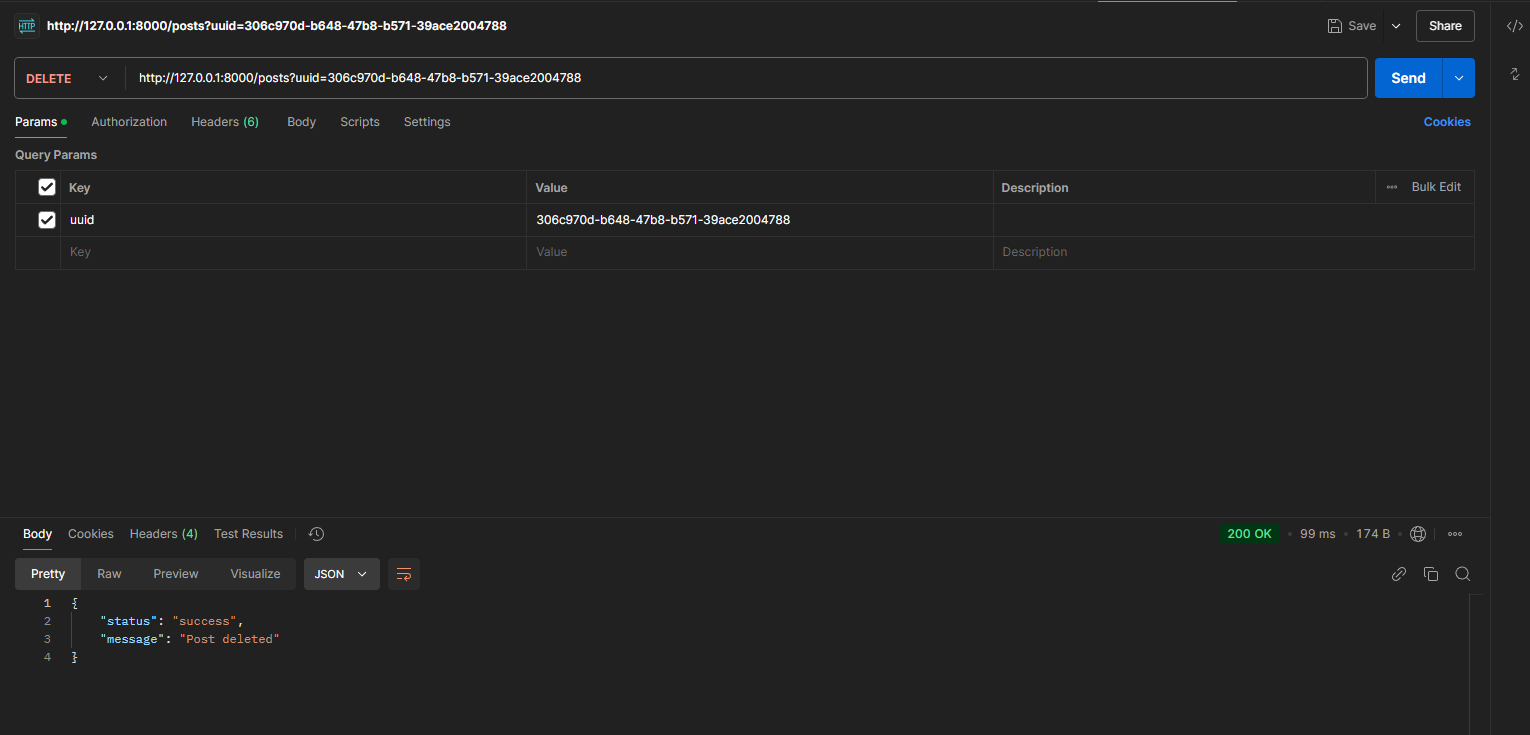 HTTP http://127.0.0.1:8000/posts?uuid=306c970d-b648-47b8-b571-39ace2004788 Save Share
DELETE http://127.0.0.1:8000/posts?uuid=306c970d-b648-47b8-b571-39ace2004788 Send
Params Authorization Headers (6) Body Scripts Settings Cookies
Query Params
Key Value Description Bulk Edit
uuid 306c970d-b648-47b8-b571-39ace2004788
Key Value Description
Body Cookies Headers (4) Test Results 200 OK 99 ms 174 B
Pretty Raw Preview Visualize JSON
1 {
2 "status": "success",
3 "message": "Post deleted"
4 }